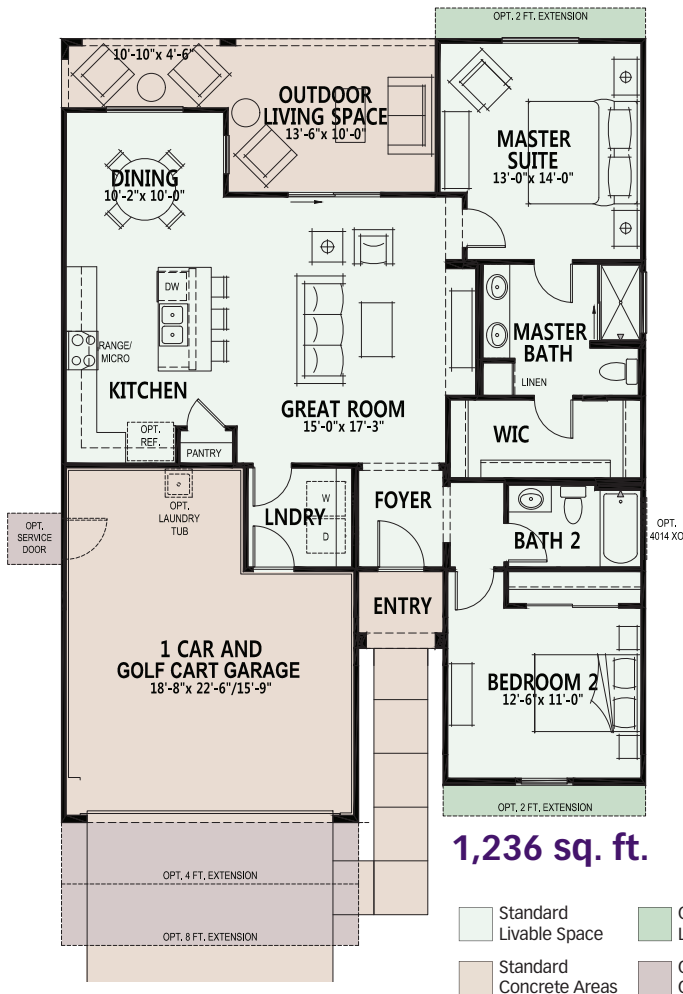 OPT. 2 FT. EXTENSION
10'-10"x 4'-6"
OUTDOOR
LIVING SPACE
13'-6"x 10'-0"
MASTER
SUITE
13'-0"x 14'-0"
DINING
10'-2"x 10'-0"
DW
RANGE/
MICRO
MASTER
BATH
LINEN
KITCHEN
GREAT ROOM
15'-0"x 17'-3"
OPT.
REF.
PANTRY
WIC
OPT.
LAUNDRY
TUB
LNDRY
W
D
FOYER
BATH 2
OPT.
SERVICE
DOOR
OPT.
4014 XO
ENTRY
1 CAR AND
GOLF CART GARAGE
18'-8"x 22'-6"/15'-9"
BEDROOM 2
12'-6"x 11'-0"
OPT. 2 FT. EXTENSION
1,236 sq. ft.
OPT. 4 FT. EXTENSION
OPT. 8 FT. EXTENSION
Standard
Livable Space
Standard
Concrete Areas